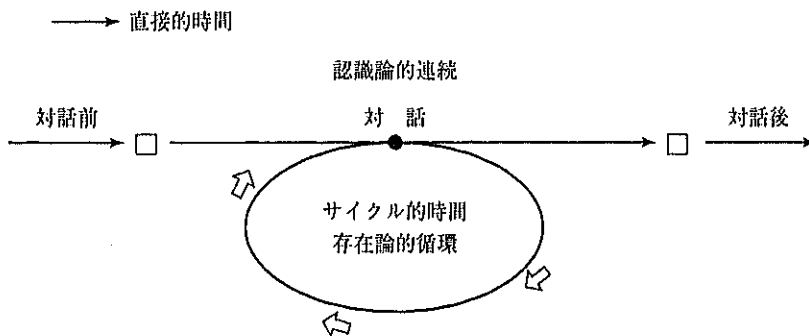 直接的時間
認識論的連続
対話前
対　話
対話後
サイクル的時間
存在論的循環